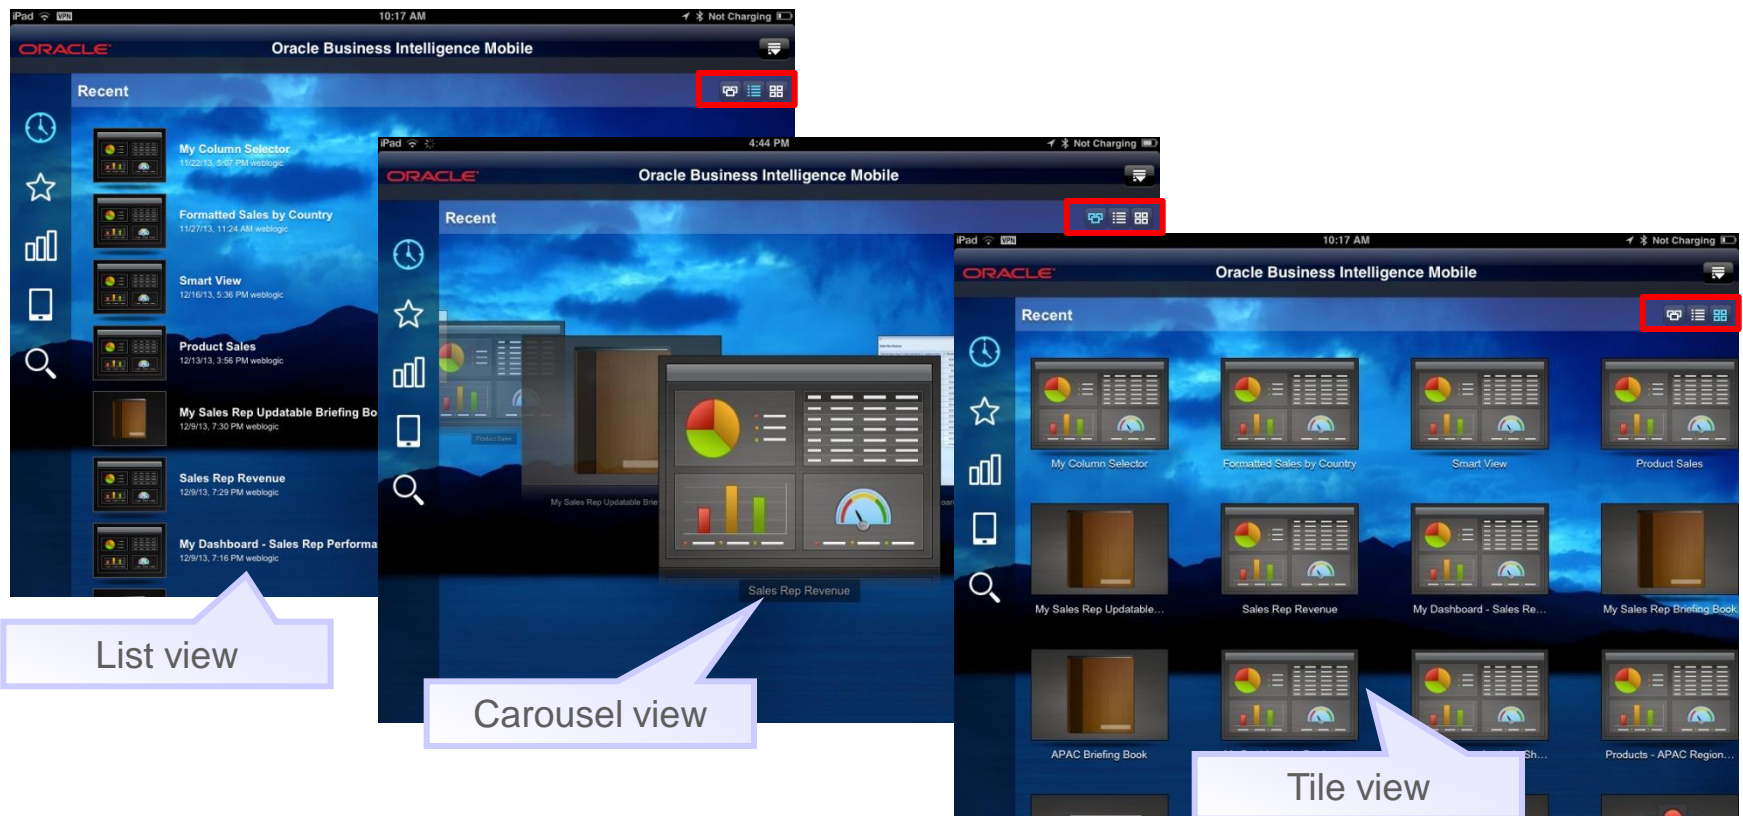 iPad VPN 10:17 AM Not Charging
ORACLE Oracle Business Intelligence Mobile
Recent
My Column Selector
11/22/13, 5:07 PM weblogic
Formatted Sales by Country
11/27/13, 11:24 AM weblogic
Smart View
12/16/13, 5:36 PM weblogic
Product Sales
12/13/13, 3:56 PM weblogic
My Sales Rep Updatable Briefing Bo
12/9/13, 7:30 PM weblogic
Sales Rep Revenue
12/9/13, 7:29 PM weblogic
My Dashboard - Sales Rep Performa
12/9/13, 7:16 PM weblogic
List view
iPad 4:44 PM Not Charging
ORACLE Oracle Business Intelligence Mobile
Recent
Product Sales
My Sales Rep Updatable Brie
Sales Rep Revenue
Carousel view
iPad VPN 10:17 AM Not Charging
ORACLE Oracle Business Intelligence Mobile
Recent
My Column Selector Formatted Sales by Country Smart View Product Sales
My Sales Rep Updatable... Sales Rep Revenue My Dashboard - Sales Re... My Sales Rep Briefing Book
APAC Briefing Book Sh... Products - APAC Region...
Tile view